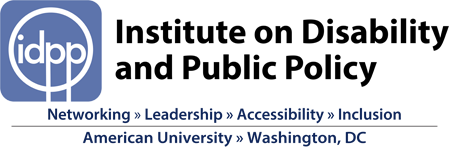 idpp
Institute on Disability
and Public Policy
Networking » Leadership » Accessibility » Inclusion
American University » Washington, DC